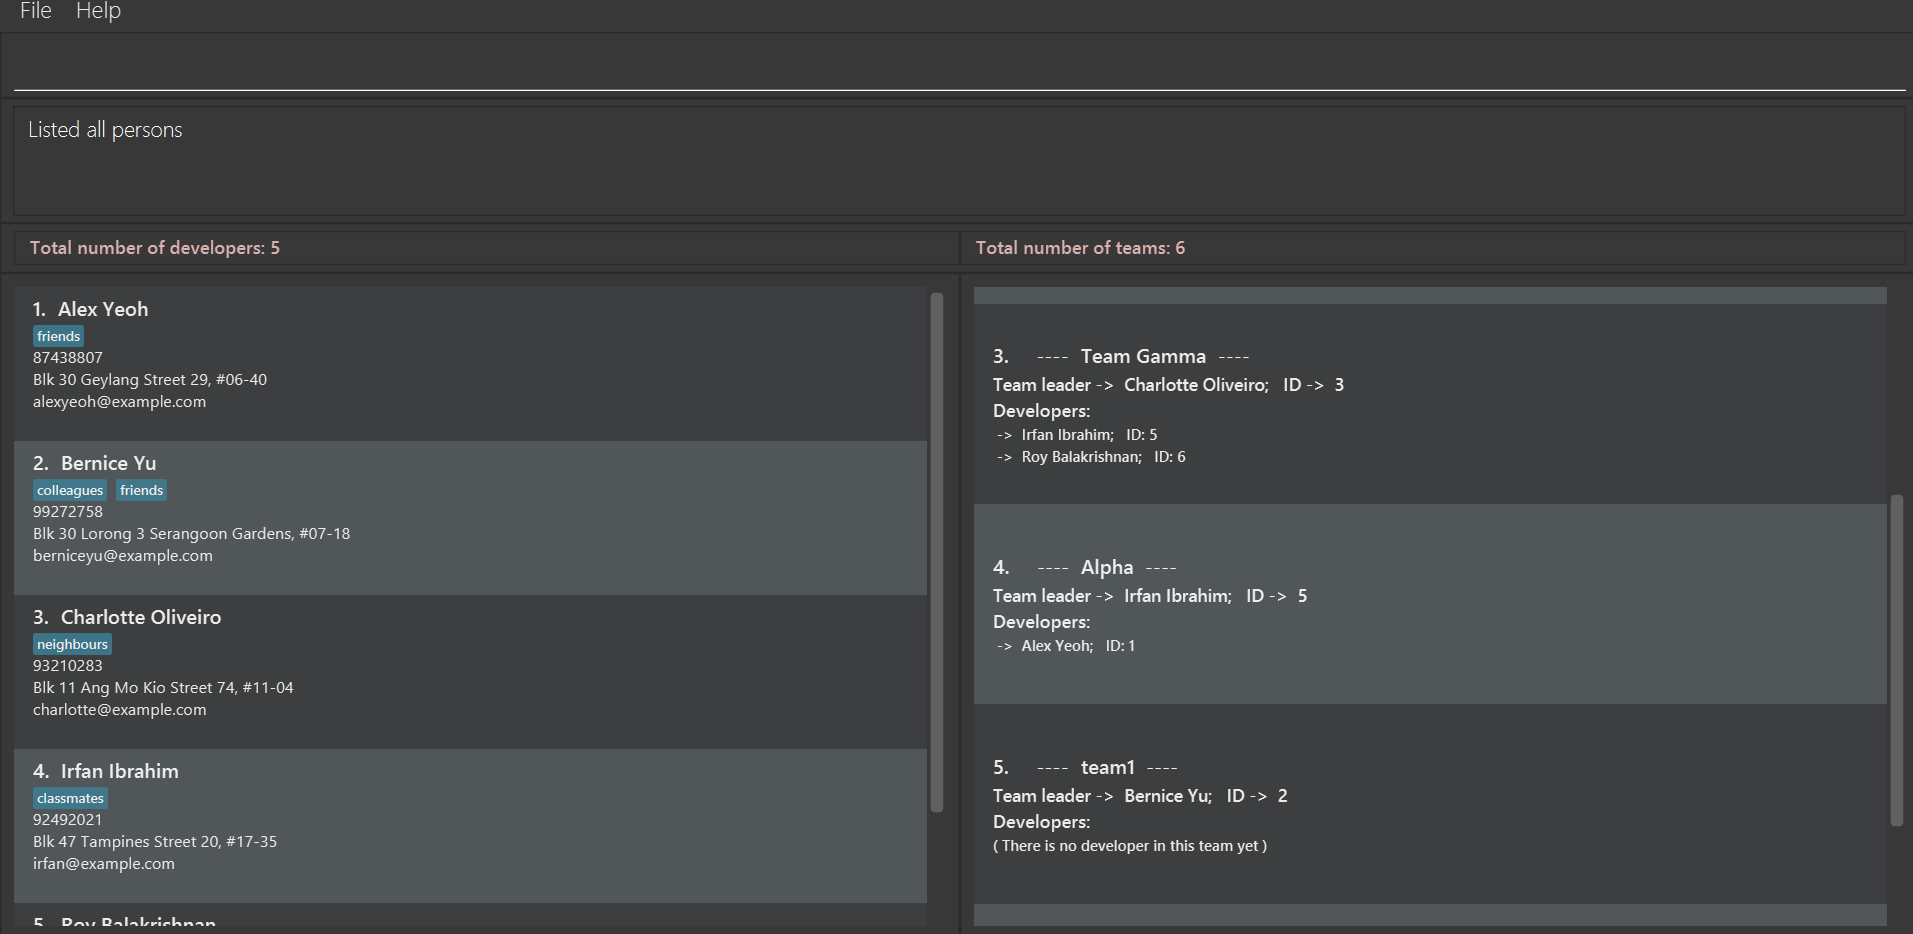 File Help
Listed all persons
Total number of developers: 5
Total number of teams: 6
1. Alex Yeoh
friends
87438807
Blk 30 Geylang Street 29, #06-40
alexyeoh@example.com
2. Bernice Yu
colleagues friends
99272758
Blk 30 Lorong 3 Serangoon Gardens, #07-18
berniceyu@example.com
3. Charlotte Oliveiro
neighbours
93210283
Blk 11 Ang Mo Kio Street 74, #11-04
charlotte@example.com
4. Irfan Ibrahim
classmates
92492021
Blk 47 Tampines Street 20, #17-35
irfan@example.com
5. Roy Balakrishnan
3. ---- Team Gamma ----
Team leader -> Charlotte Oliveiro; ID -> 3
Developers:
-> Irfan Ibrahim; ID: 5
-> Roy Balakrishnan; ID: 6
4. ---- Alpha ----
Team leader -> Irfan Ibrahim; ID -> 5
Developers:
-> Alex Yeoh; ID: 1
5. ---- team1 ----
Team leader -> Bernice Yu; ID -> 2
Developers:
( There is no developer in this team yet )